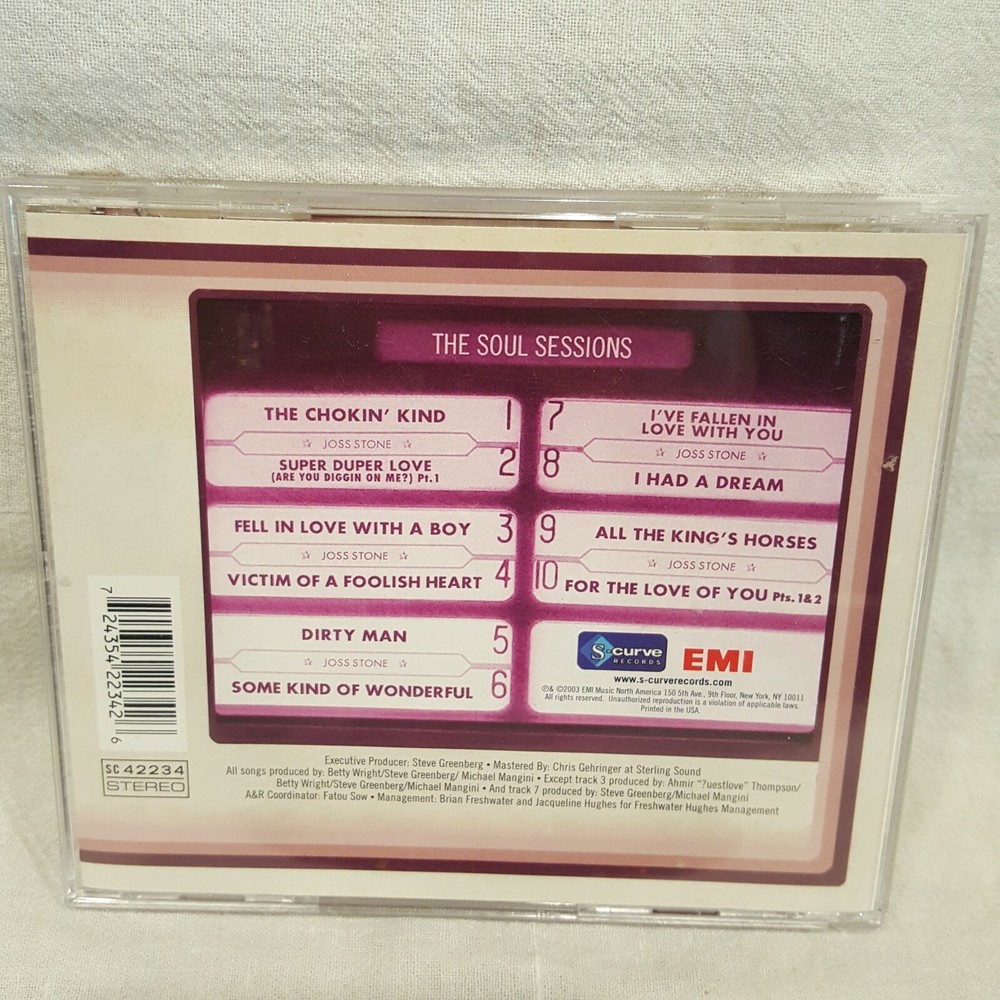 THE SOUL SESSIONS
THE CHOKIN' KIND 1
☆ JOSS STONE ☆
SUPER DUPER LOVE 2
(ARE YOU DIGGIN ON ME?) Pt.1
FELL IN LOVE WITH A BOY 3
☆ JOSS STONE ☆
VICTIM OF A FOOLISH HEART 4
DIRTY MAN 5
☆ JOSS STONE ☆
SOME KIND OF WONDERFUL 6
7 I'VE FALLEN IN
LOVE WITH YOU
☆ JOSS STONE ☆
8 I HAD A DREAM
9 ALL THE KING'S HORSES
☆ JOSS STONE ☆
10 FOR THE LOVE OF YOU Pts. 1&2
S-curve
RECORDS
EMI
www.s-curverecords.com
℗& ©2003 EMI Music North America 150 5th Ave., 9th Floor, New York, NY 10011
All rights reserved. Unauthorized reproduction is a violation of applicable laws.
Printed in the USA.
7 24354 22342 6
SC 42234
STEREO
Executive Producer: Steve Greenberg • Mastered By: Chris Gehringer at Sterling Sound
All songs produced by: Betty Wright/Steve Greenberg/ Michael Mangini • Except track 3 produced by: Ahmir "?uestlove" Thompson/
Betty Wright/Steve Greenberg/Michael Mangini • And track 7 produced by: Steve Greenberg/Michael Mangini
A&R Coordinator: Fatou Sow • Management: Brian Freshwater and Jacqueline Hughes for Freshwater Hughes Management